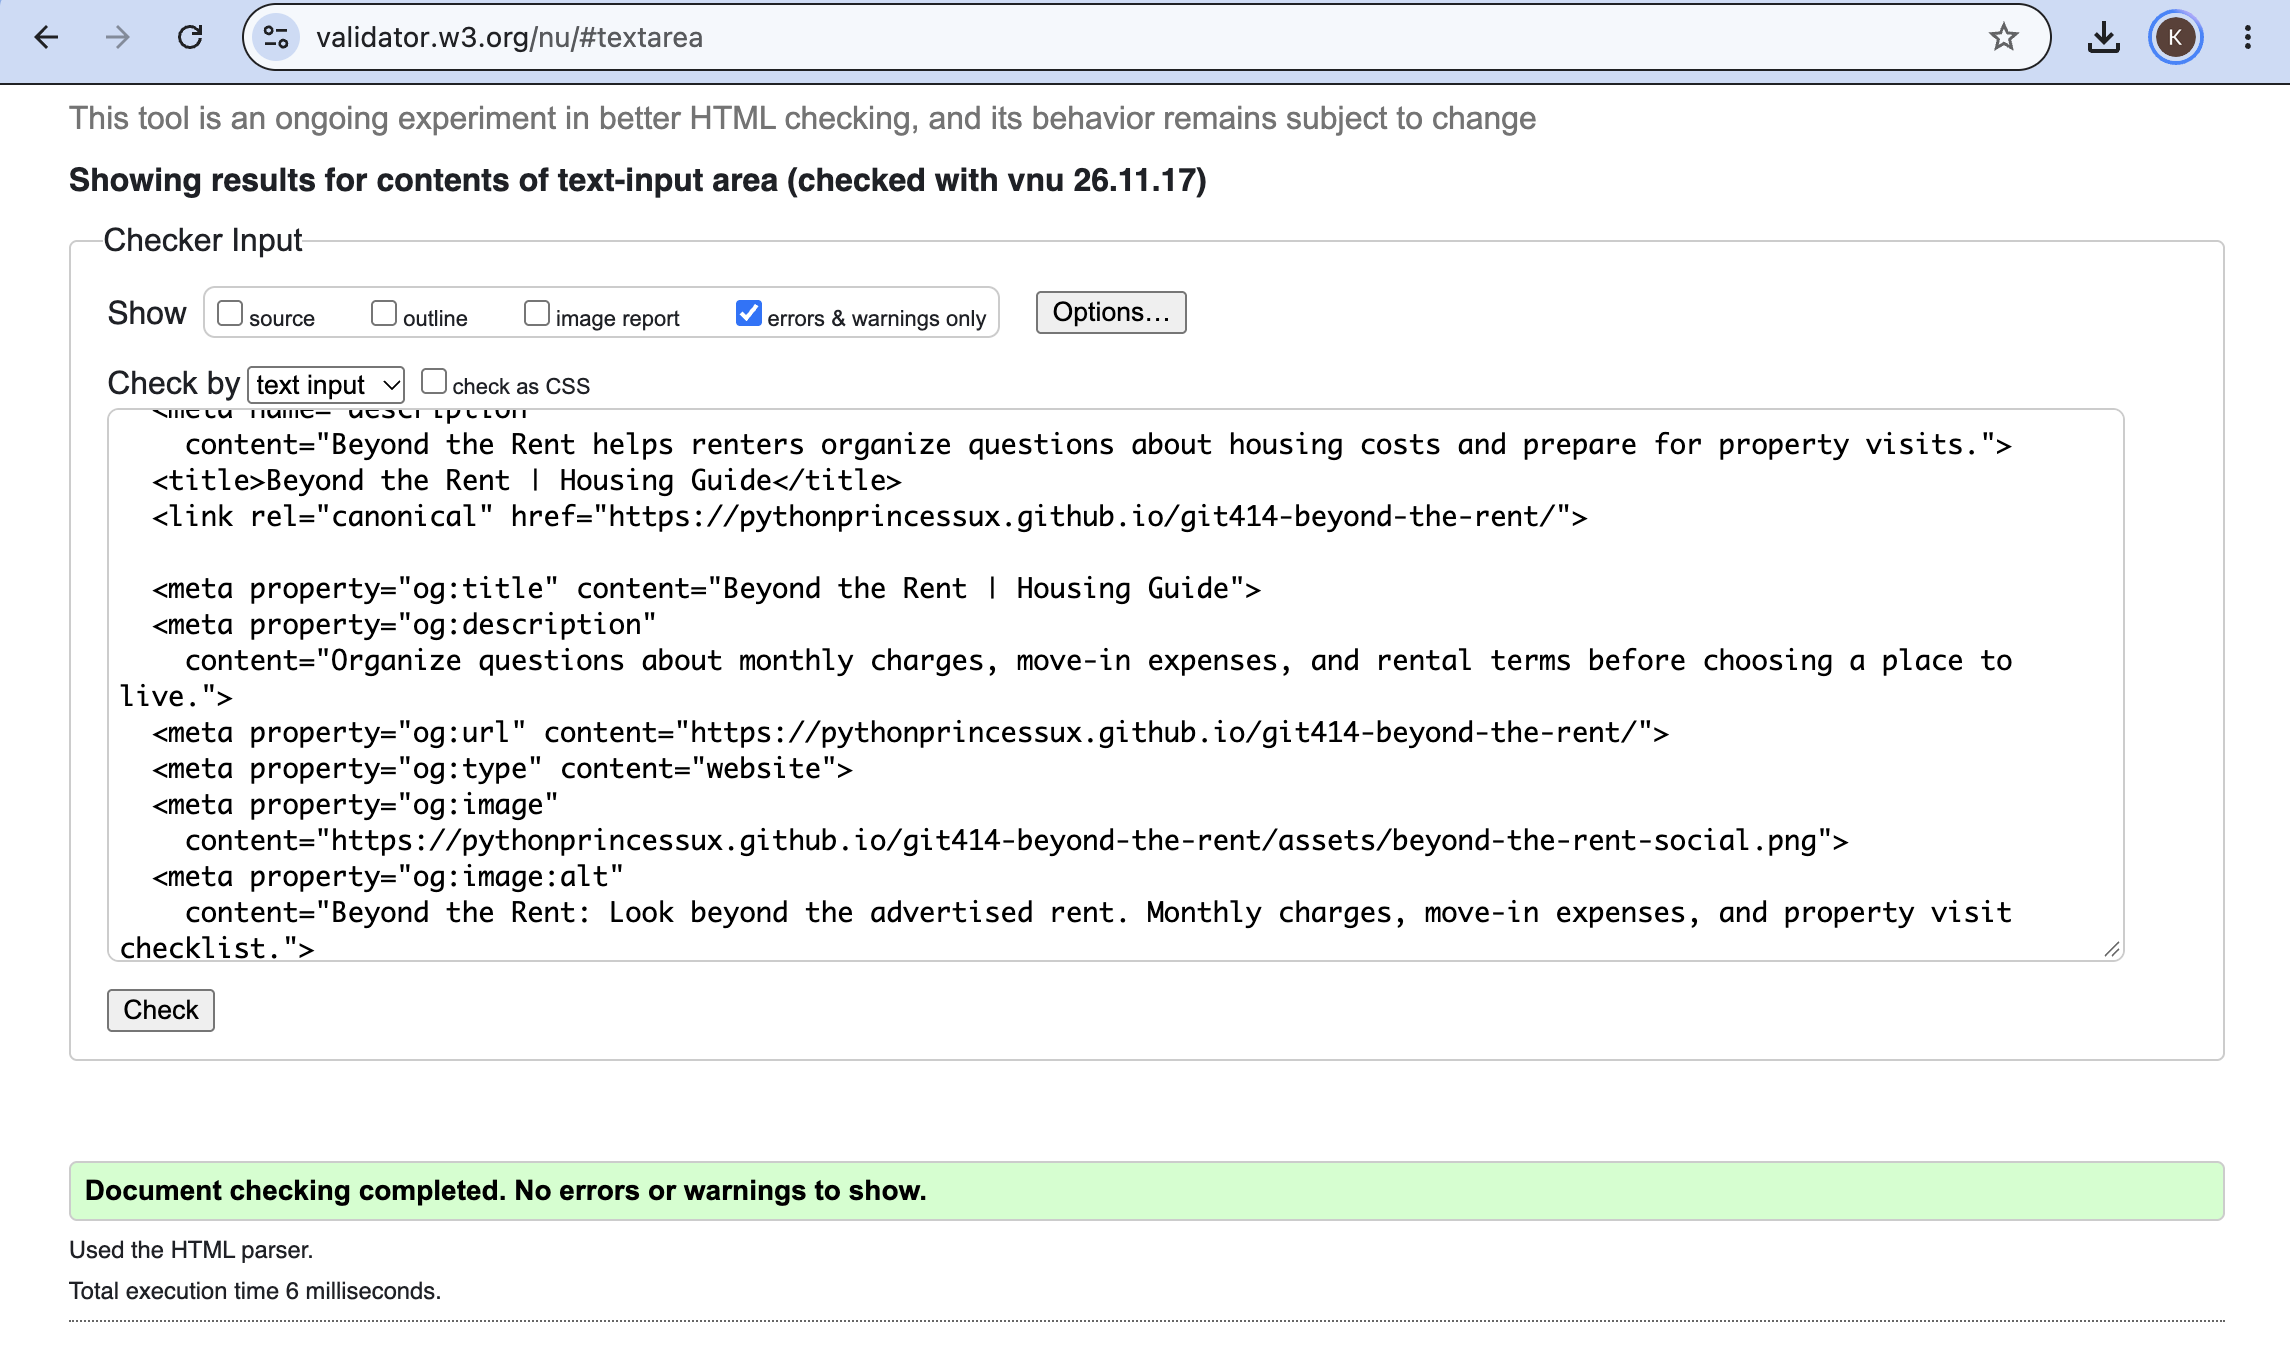 validator.w3.org/nu/#textarea
K
This tool is an ongoing experiment in better HTML checking, and its behavior remains subject to change
Showing results for contents of text-input area (checked with vnu 26.11.17)
Checker Input
Show source outline image report errors & warnings only Options…
Check by text input check as CSS
<meta name="description"
content="Beyond the Rent helps renters organize questions about housing costs and prepare for property visits.">
<title>Beyond the Rent | Housing Guide</title>
<link rel="canonical" href="https://pythonprincessux.github.io/git414-beyond-the-rent/">
<meta property="og:title" content="Beyond the Rent | Housing Guide">
<meta property="og:description"
content="Organize questions about monthly charges, move-in expenses, and rental terms before choosing a place to
live.">
<meta property="og:url" content="https://pythonprincessux.github.io/git414-beyond-the-rent/">
<meta property="og:type" content="website">
<meta property="og:image"
content="https://pythonprincessux.github.io/git414-beyond-the-rent/assets/beyond-the-rent-social.png">
<meta property="og:image:alt"
content="Beyond the Rent: Look beyond the advertised rent. Monthly charges, move-in expenses, and property visit
checklist.">
Check
Document checking completed. No errors or warnings to show.
Used the HTML parser.
Total execution time 6 milliseconds.